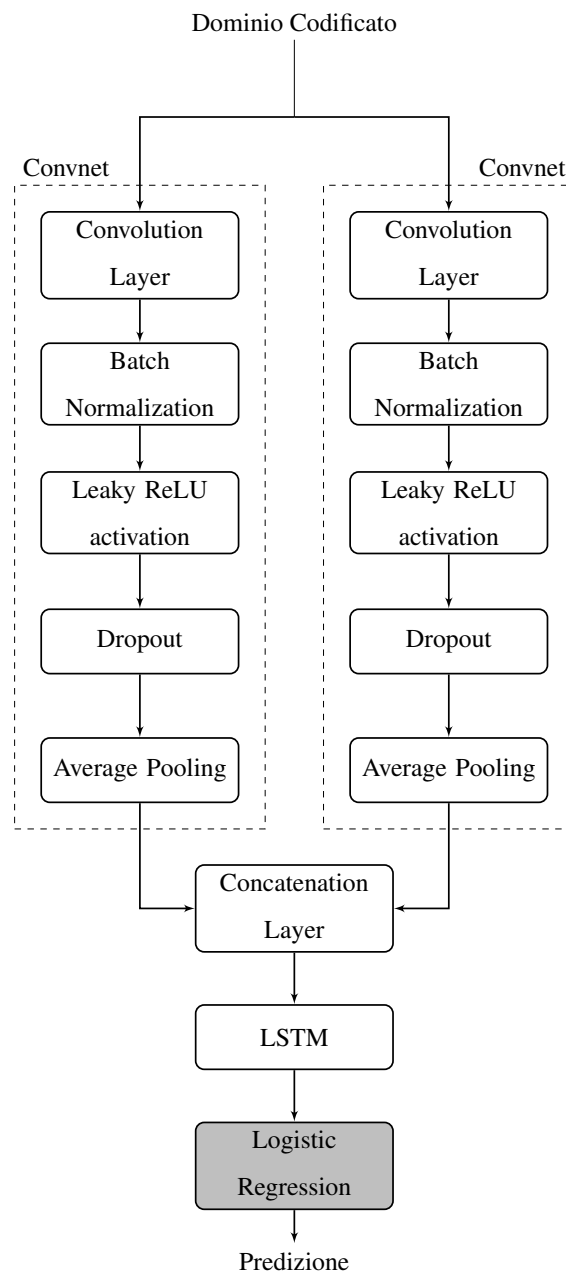 Dominio Codificato
Convnet
Convolution
Layer
Batch
Normalization
Leaky ReLU
activation
Dropout
Average Pooling
Convnet
Convolution
Layer
Batch
Normalization
Leaky ReLU
activation
Dropout
Average Pooling
Concatenation
Layer
LSTM
Logistic
Regression
Predizione